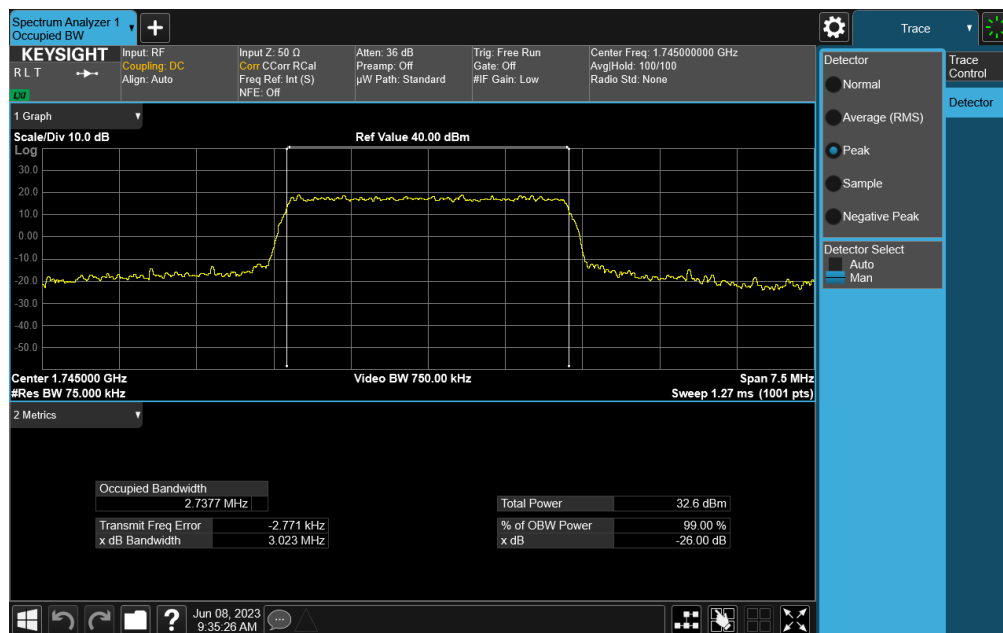 Spectrum Analyzer 1
Occupied BW
Trace
KEYSIGHT
R L T
LXI
Input: RF
Coupling: DC
Align: Auto
Input Z: 50 Ω
Corr CCorr RCal
Freq Ref: Int (S)
NFE: Off
Atten: 36 dB
Preamp: Off
µW Path: Standard
Trig: Free Run
Gate: Off
#IF Gain: Low
Center Freq: 1.745000000 GHz
Avg|Hold: 100/100
Radio Std: None
Detector
Normal
Average (RMS)
Peak
Sample
Negative Peak
Detector Select
Auto
Man
Trace
Control
Detector
1 Graph
Scale/Div 10.0 dB
Ref Value 40.00 dBm
Log
30.0
20.0
10.0
0.00
-10.0
-20.0
-30.0
-40.0
-50.0
Center 1.745000 GHz
Video BW 750.00 kHz
Span 7.5 MHz
#Res BW 75.000 kHz
Sweep 1.27 ms (1001 pts)
2 Metrics
Occupied Bandwidth
2.7377 MHz
Total Power 32.6 dBm
Transmit Freq Error -2.771 kHz
% of OBW Power 99.00 %
x dB Bandwidth 3.023 MHz
x dB -26.00 dB
Jun 08, 2023
9:35:26 AM